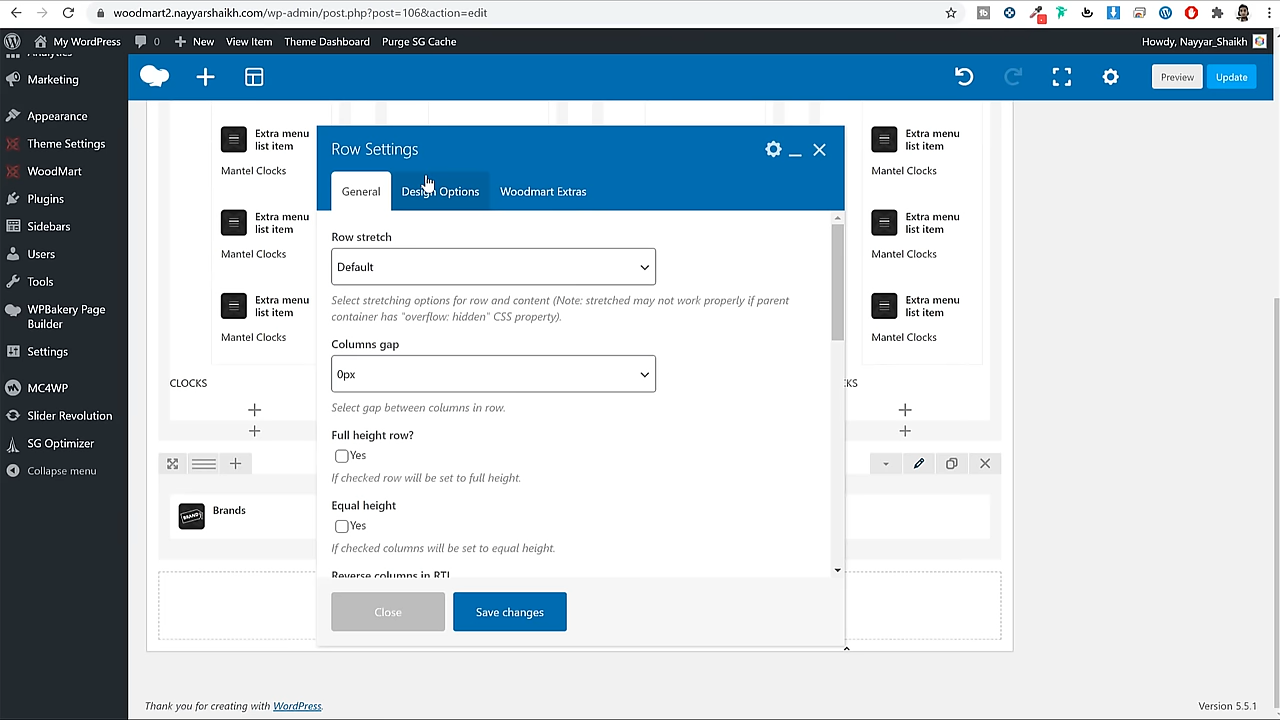 woodmart2.nayyarshaikh.com/wp-admin/post.php?post=106&action=edit
My WordPress 0 New View Item Theme Dashboard Purge SG Cache Howdy, Nayyar_Shaikh
Analytics
Marketing
Appearance
Theme Settings
WoodMart
Plugins
Sidebars
Users
Tools
WPBakery Page
Builder
Settings
MC4WP
Slider Revolution
SG Optimizer
Collapse menu
Preview Update
Extra menu
list item
Mantel Clocks
Extra menu
list item
Mantel Clocks
Extra menu
list item
Mantel Clocks
CLOCKS
BRAND
Brands
Row Settings
General Design Options Woodmart Extras
Row stretch
Default
Select stretching options for row and content (Note: stretched may not work properly if parent
container has "overflow: hidden" CSS property).
Columns gap
0px
Select gap between columns in row.
Full height row?
Yes
If checked row will be set to full height.
Equal height
Yes
If checked columns will be set to equal height.
Reverse columns in RTL
Close Save changes
Extra menu
list item
Mantel Clocks
Extra menu
list item
Mantel Clocks
Extra menu
list item
Mantel Clocks
CKS
Thank you for creating with WordPress.
Version 5.5.1